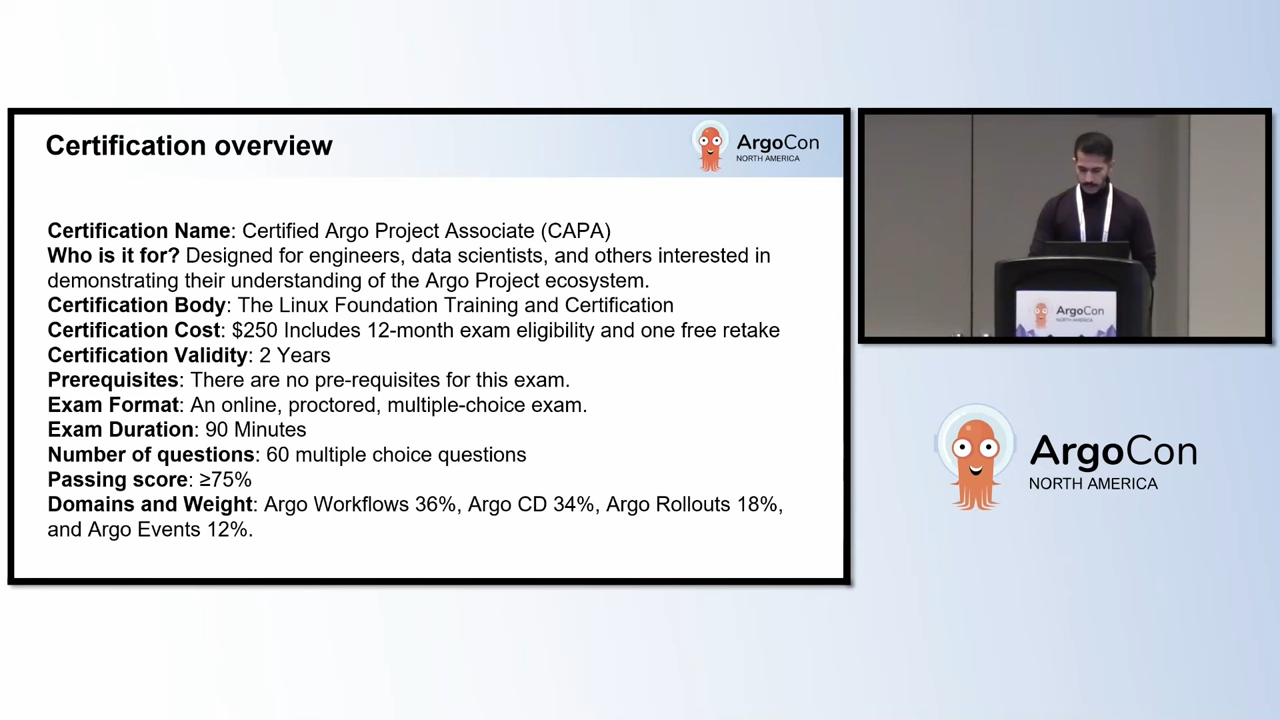 Certification overview
ArgoCon
NORTH AMERICA
Certification Name: Certified Argo Project Associate (CAPA)
Who is it for? Designed for engineers, data scientists, and others interested in
demonstrating their understanding of the Argo Project ecosystem.
Certification Body: The Linux Foundation Training and Certification
Certification Cost: $250 Includes 12-month exam eligibility and one free retake
Certification Validity: 2 Years
Prerequisites: There are no pre-requisites for this exam.
Exam Format: An online, proctored, multiple-choice exam.
Exam Duration: 90 Minutes
Number of questions: 60 multiple choice questions
Passing score: ≥75%
Domains and Weight: Argo Workflows 36%, Argo CD 34%, Argo Rollouts 18%,
and Argo Events 12%.
ArgoCon
NORTH AMERICA
ArgoCon
NORTH AMERICA